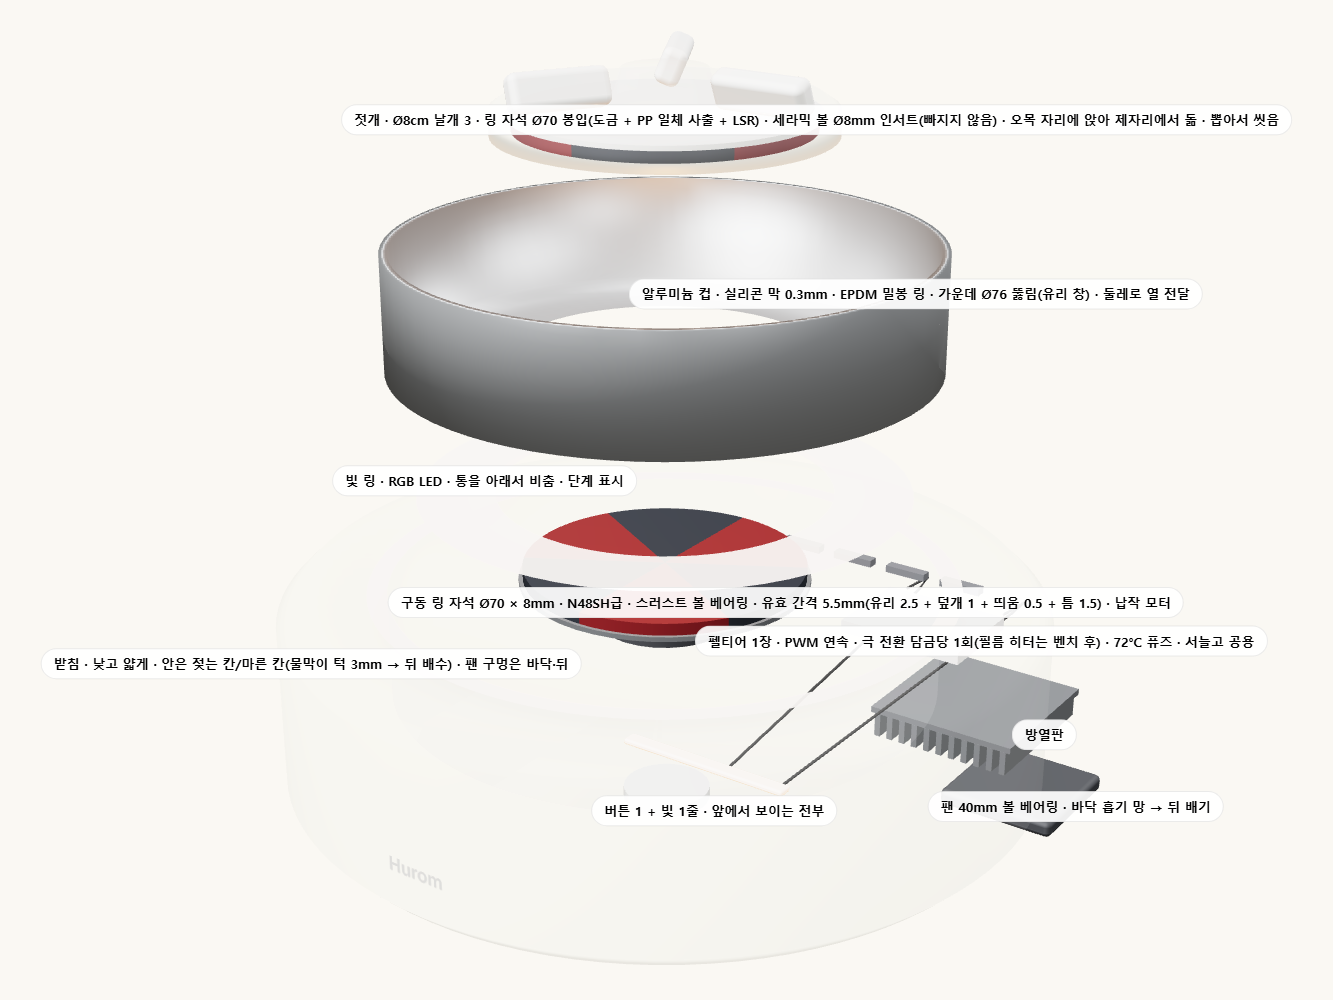 젓개 · Ø8cm 날개 3 · 링 자석 Ø70 봉입(도금 + PP 일체 사출 + LSR) · 세라믹 볼 Ø8mm 인서트(빠지지 않음) · 오목 자리에 앉아 제자리에서 돎 · 뽑아서 씻음
알루미늄 컵 · 실리콘 막 0.3mm · EPDM 밀봉 링 · 가운데 Ø76 뚫림(유리 창) · 둘레로 열 전달
빛 링 · RGB LED · 통을 아래서 비춤 · 단계 표시
구동 링 자석 Ø70 × 8mm · N48SH급 · 스러스트 볼 베어링 · 유효 간격 5.5mm(유리 2.5 + 덮개 1 + 띄움 0.5 + 틈 1.5) · 납작 모터
펠티어 1장 · PWM 연속 · 극 전환 담금당 1회(필름 히터는 벤치 후) · 72°C 퓨즈 · 서늘고 공용
받침 · 낮고 얇게 · 안은 젖는 칸/마른 칸(물막이 턱 3mm → 뒤 배수) · 팬 구멍은 바닥·뒤
방열판
버튼 1 + 빛 1줄 · 앞에서 보이는 전부
팬 40mm 볼 베어링 · 바닥 흡기 망 → 뒤 배기
Hurom